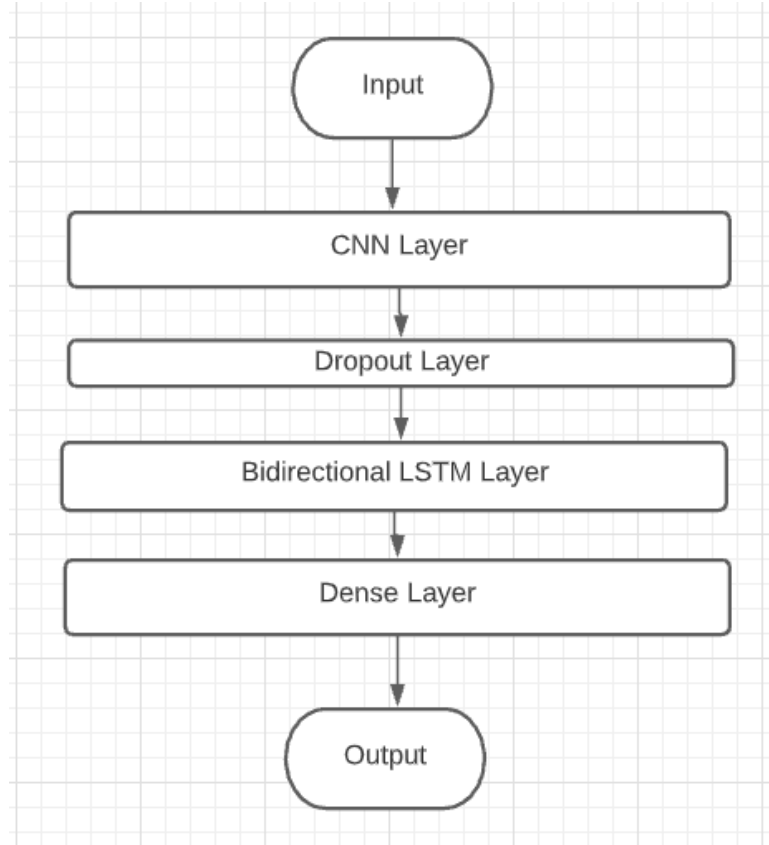 Input
CNN Layer
Dropout Layer
Bidirectional LSTM Layer
Dense Layer
Output